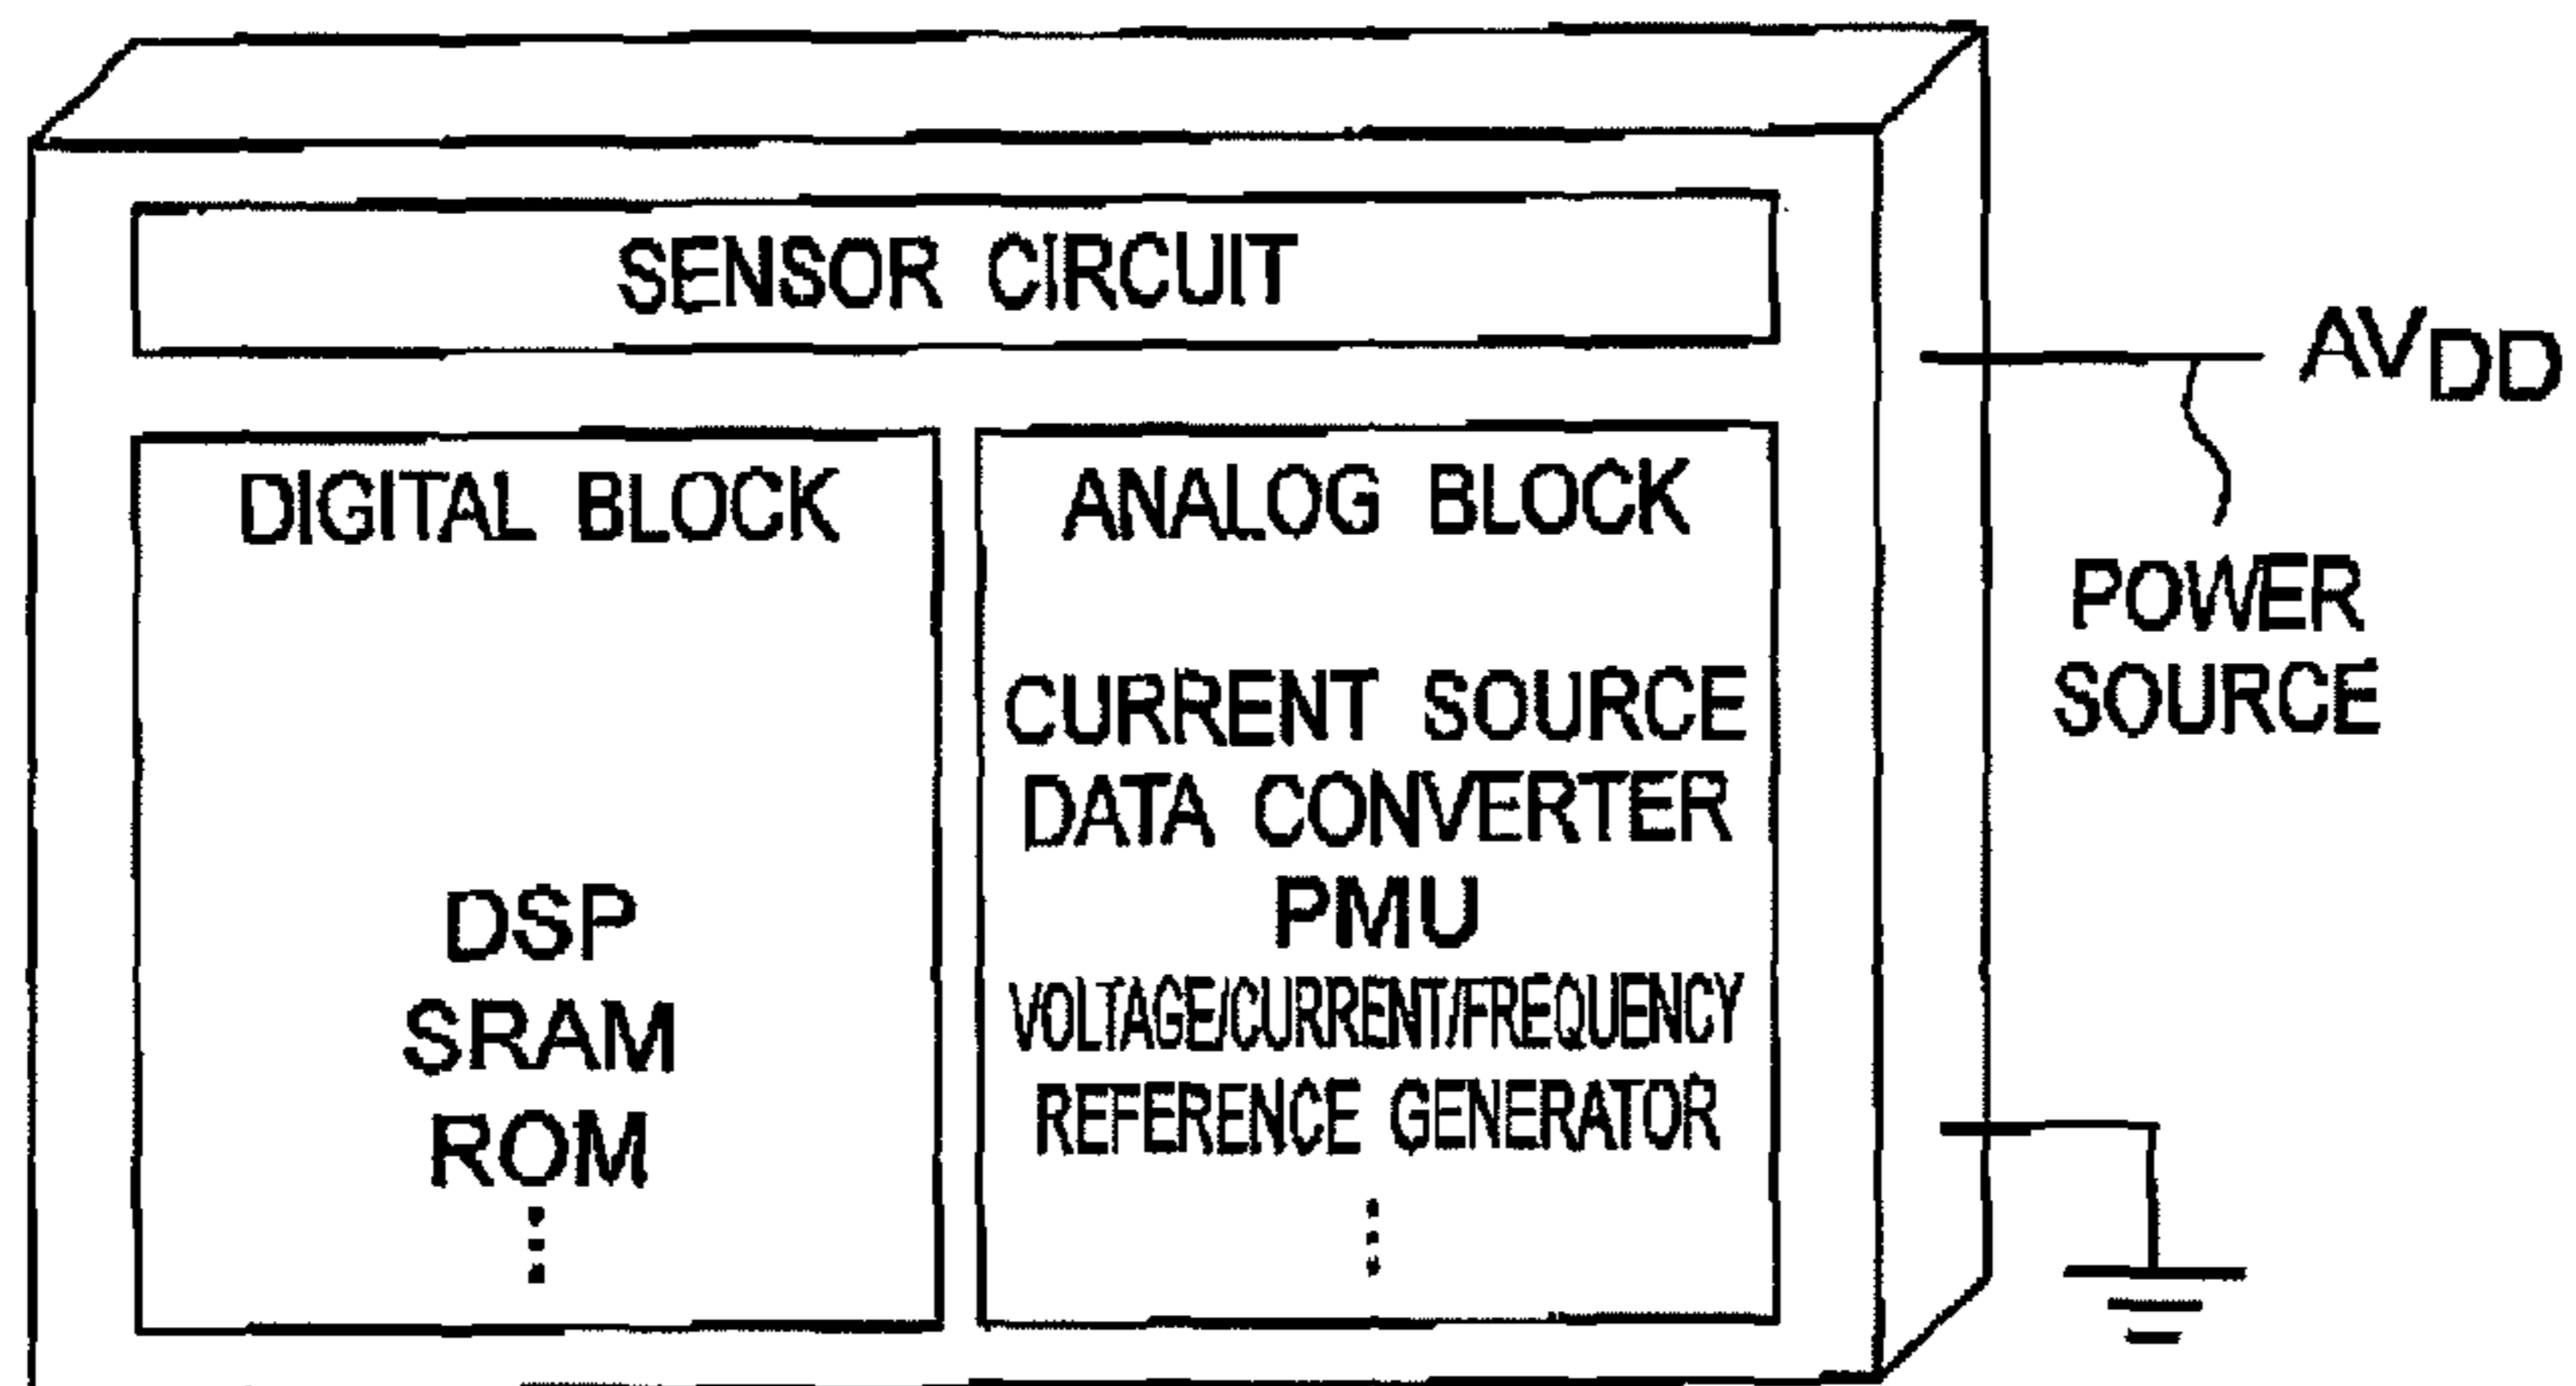 SENSOR CIRCUIT
AVDD
POWER
SOURCE
DIGITAL BLOCK
DSP
SRAM
ROM
ANALOG BLOCK
CURRENT SOURCE
DATA CONVERTER
PMU
VOLTAGE/CURRENT/FREQUENCY
REFERENCE GENERATOR